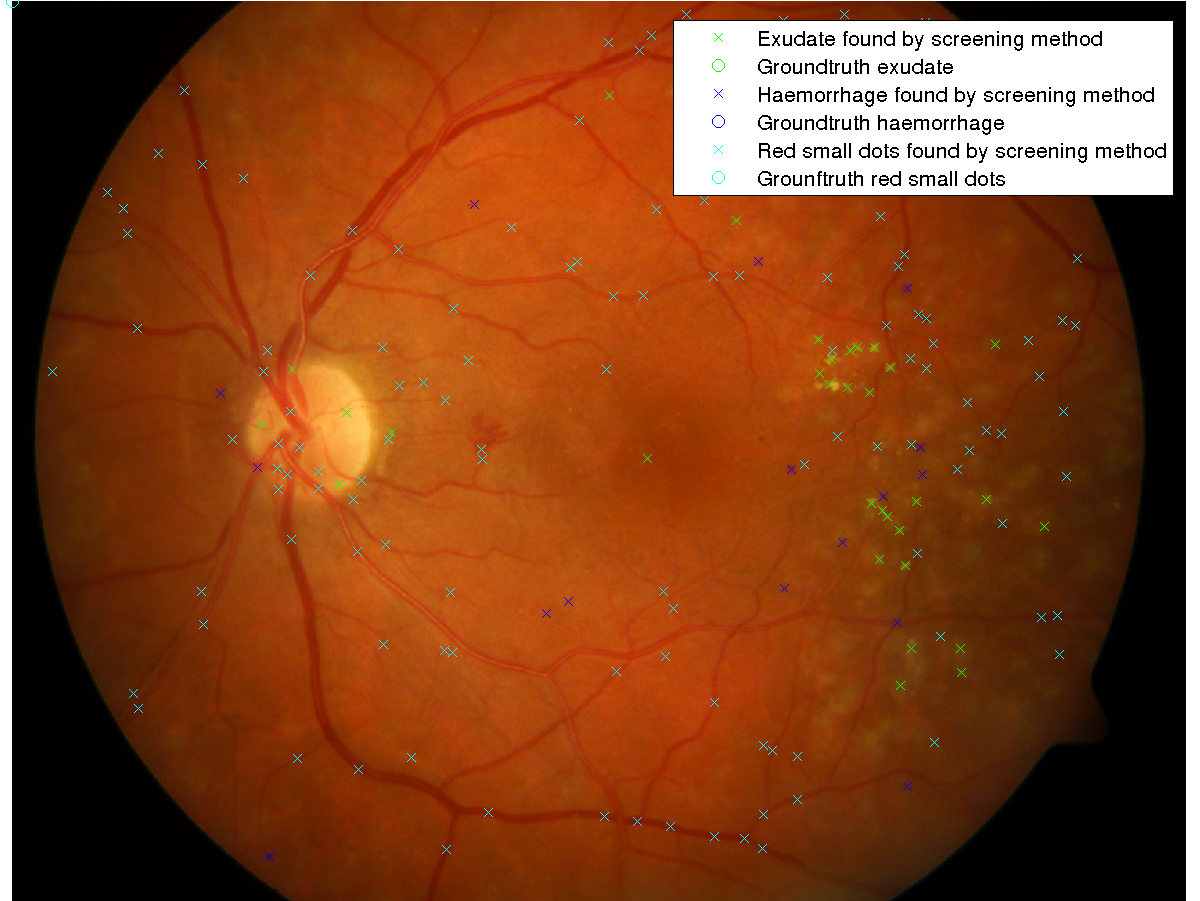 Exudate found by screening method
Groundtruth exudate
Haemorrhage found by screening method
Groundtruth haemorrhage
Red small dots found by screening method
Grounftruth red small dots